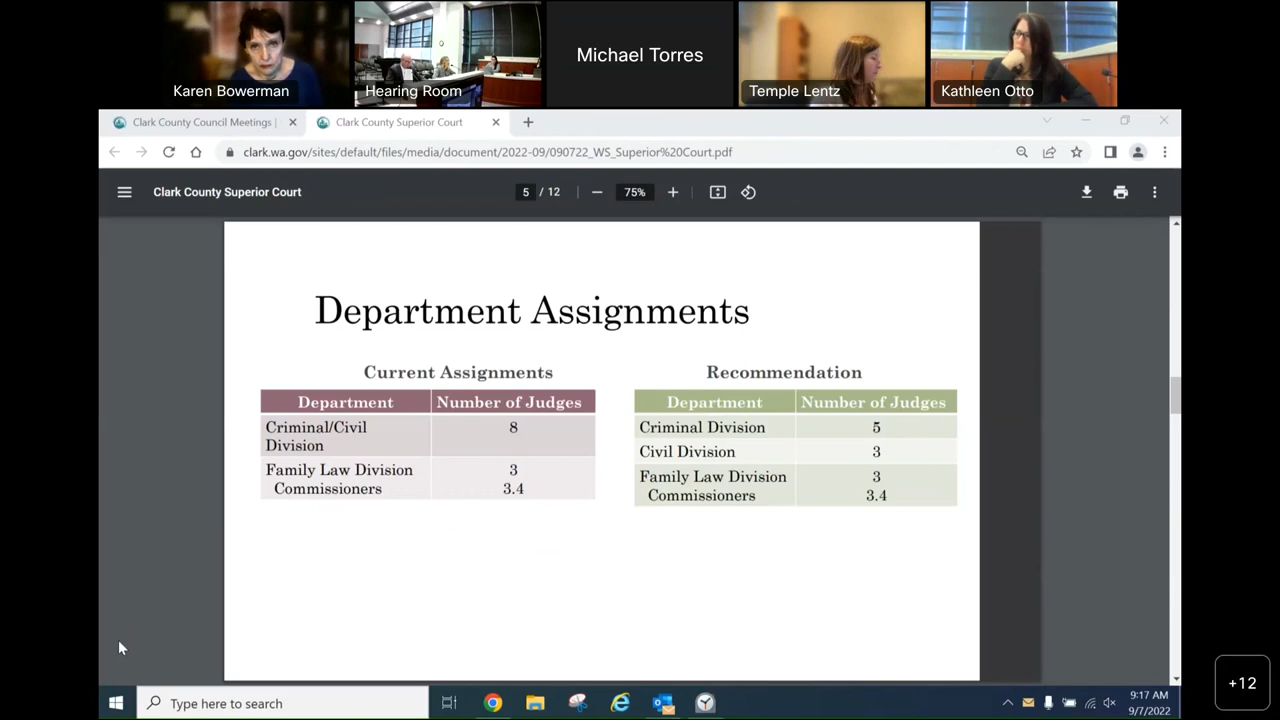 Karen Bowerman
Hearing Room
Michael Torres
Temple Lentz
Kathleen Otto
Clark County Council Meetings |
Clark County Superior Court
clark.wa.gov/sites/default/files/media/document/2022-09/090722_WS_Superior%20Court.pdf
Clark County Superior Court
5 / 12
75%
Department Assignments
Current Assignments
Department Number of Judges
Criminal/Civil 8
Division
Family Law Division 3
Commissioners 3.4
Recommendation
Department Number of Judges
Criminal Division 5
Civil Division 3
Family Law Division 3
Commissioners 3.4
+12
Type here to search
9:17 AM
9/7/2022